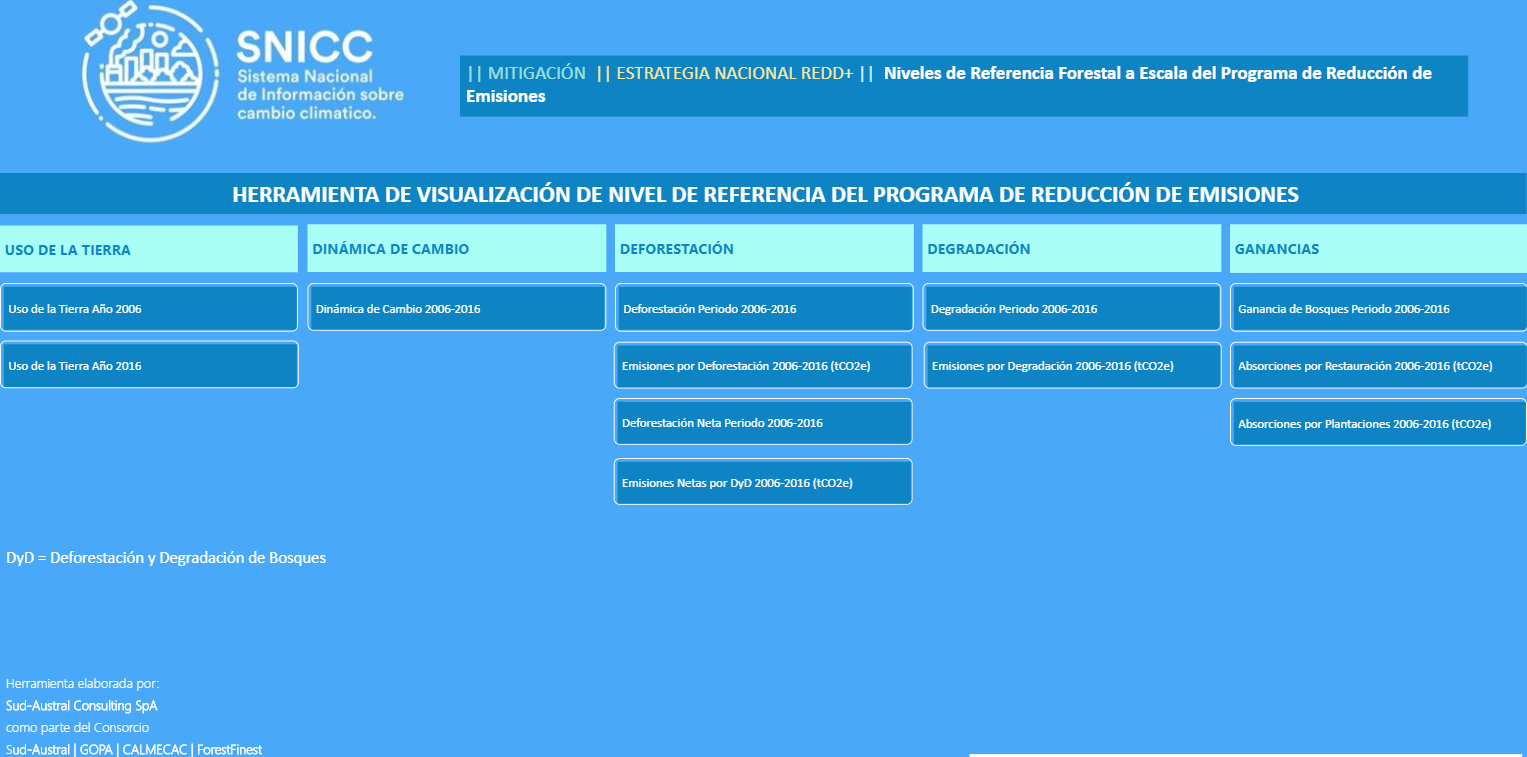 SNICC
Sistema Nacional
de Información sobre
cambio climatico.
|| MITIGACIÓN || ESTRATEGIA NACIONAL REDD+ || Niveles de Referencia Forestal a Escala del Programa de Reducción de
Emisiones
HERRAMIENTA DE VISUALIZACIÓN DE NIVEL DE REFERENCIA DEL PROGRAMA DE REDUCCIÓN DE EMISIONES
USO DE LA TIERRA
Uso de la Tierra Año 2006
Uso de la Tierra Año 2016
DINÁMICA DE CAMBIO
Dinámica de Cambio 2006-2016
DEFORESTACIÓN
Deforestación Periodo 2006-2016
Emisiones por Deforestación 2006-2016 (tCO2e)
Deforestación Neta Periodo 2006-2016
Emisiones Netas por DyD 2006-2016 (tCO2e)
DEGRADACIÓN
Degradación Periodo 2006-2016
Emisiones por Degradación 2006-2016 (tCO2e)
GANANCIAS
Ganancia de Bosques Periodo 2006-2016
Absorciones por Restauración 2006-2016 (tCO2e)
Absorciones por Plantaciones 2006-2016 (tCO2e)
DyD = Deforestación y Degradación de Bosques
Herramienta elaborada por:
Sud-Austral Consulting SpA
como parte del Consorcio
Sud-Austral | GOPA | CALMECAC | ForestFinest